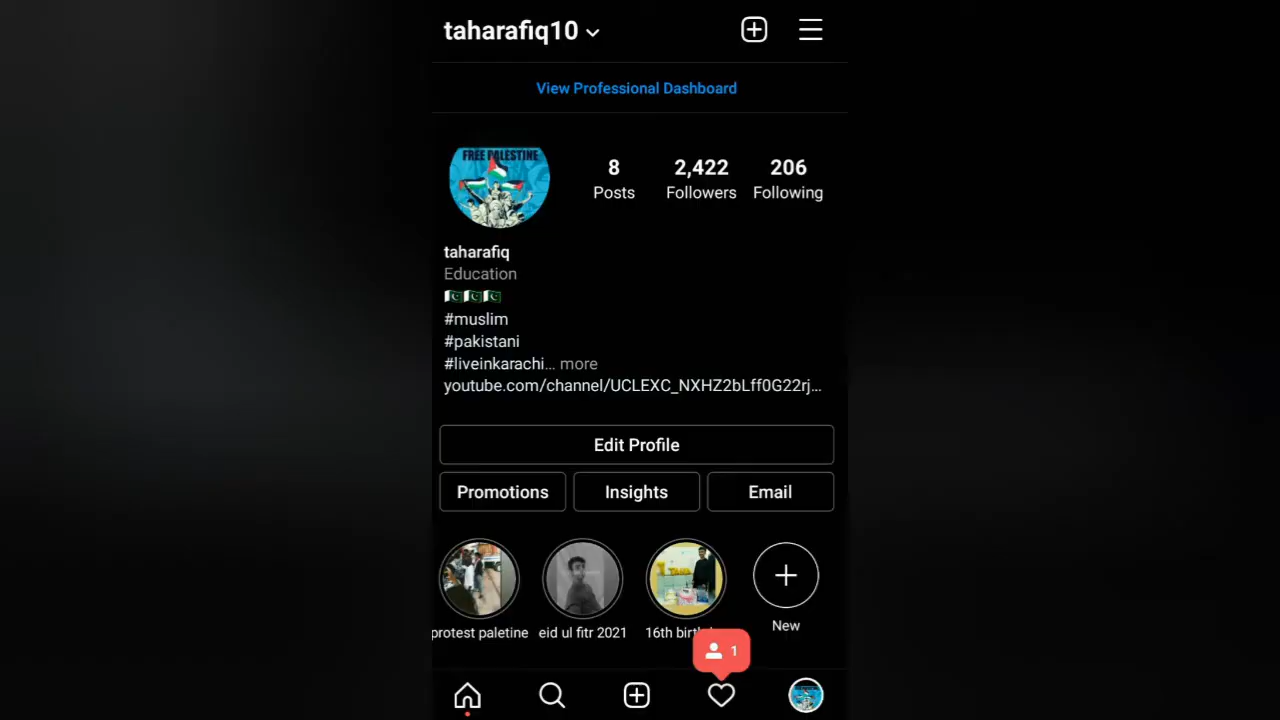 taharafiq10
View Professional Dashboard
FREE PALESTINE
8
Posts
2,422
Followers
206
Following
taharafiq
Education
#muslim
#pakistani
#liveinkarachi... more
youtube.com/channel/UCLEXC_NXHZ2bLff0G22rj...
Edit Profile
Promotions
Insights
Email
protest paletine
eid ul fitr 2021
16th birt
New
1